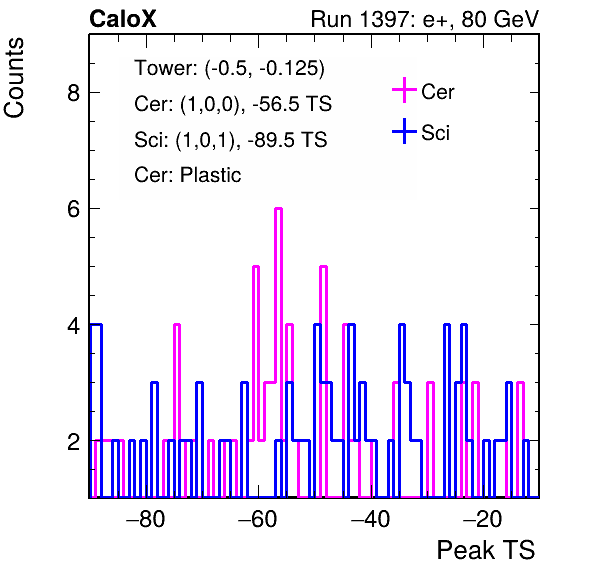 CaloX Run 1397: e+, 80 GeV
Counts
Tower: (-0.5, -0.125)
Cer: (1,0,0), -56.5 TS
Sci: (1,0,1), -89.5 TS
Cer: Plastic
Cer
Sci
8
6
4
2
−80 −60 −40 −20
Peak TS